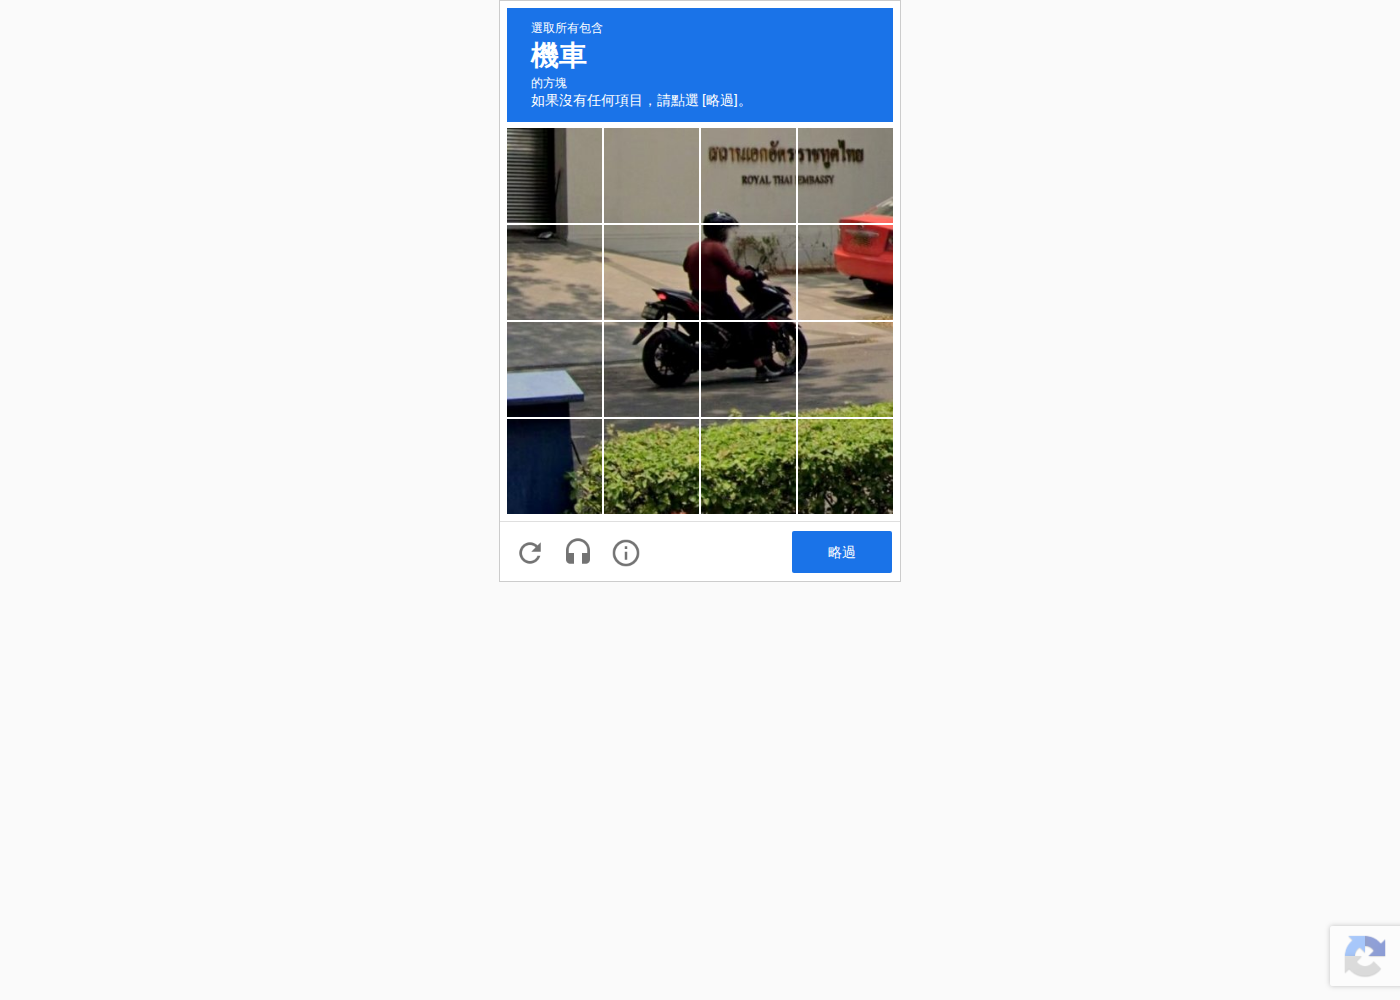 選取所有包含
機車
的方塊
如果沒有任何項目，請點選 [略過]。
ROYAL THAI EMBASSY
略過